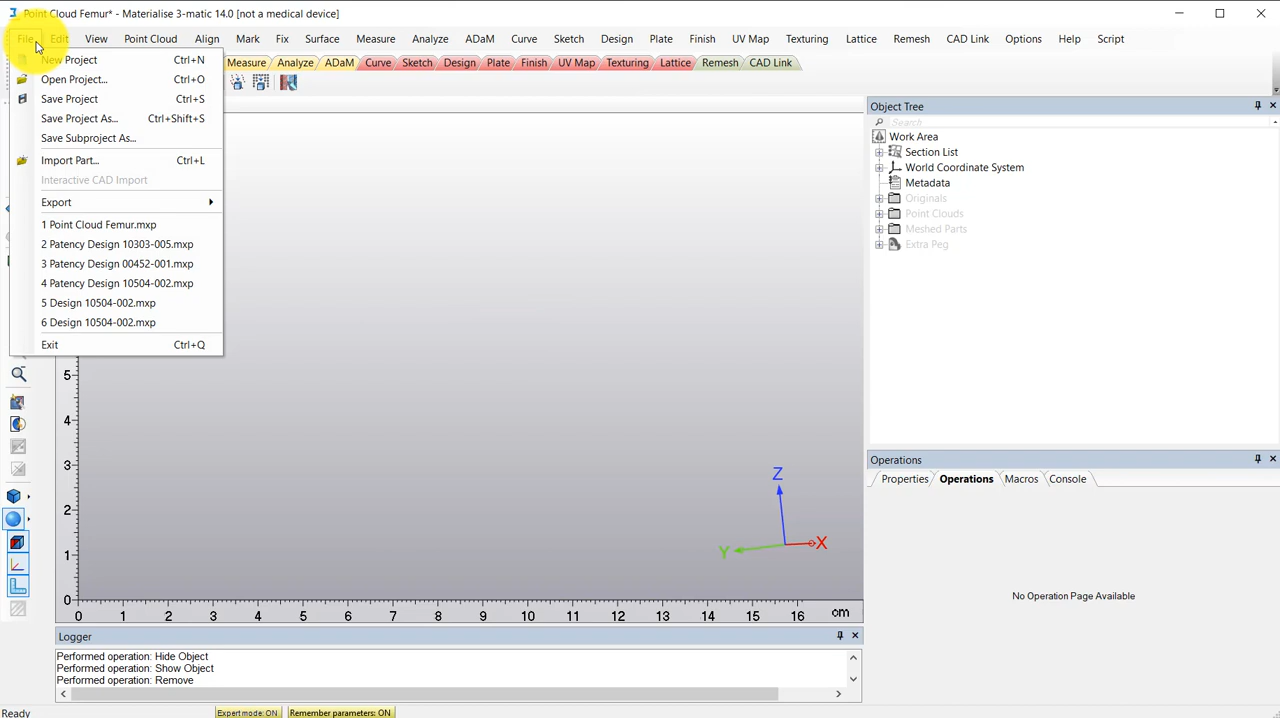 Point Cloud Femur* - Materialise 3-matic 14.0 [not a medical device]
File Edit View Point Cloud Align Mark Fix Surface Measure Analyze ADaM Curve Sketch Design Plate Finish UV Map Texturing Lattice Remesh CAD Link Options Help Script
Measure Analyze ADaM Curve Sketch Design Plate Finish UV Map Texturing Lattice Remesh CAD Link
New Project Ctrl+N
Open Project... Ctrl+O
Save Project Ctrl+S
Save Project As... Ctrl+Shift+S
Save Subproject As...
Import Part... Ctrl+L
Interactive CAD Import
Export
1 Point Cloud Femur.mxp
2 Patency Design 10303-005.mxp
3 Patency Design 00452-001.mxp
4 Patency Design 10504-002.mxp
5 Design 10504-002.mxp
6 Design 10504-002.mxp
Exit Ctrl+Q
5
4
3
2
1
0
0 1 2 3 4 5 6 7 8 9 10 11 12 13 14 15 16 cm
Z
Y
X
Object Tree
Search
Work Area
Section List
World Coordinate System
Metadata
Originals
Point Clouds
Meshed Parts
Extra Peg
Operations
Properties Operations Macros Console
No Operation Page Available
Logger
Performed operation: Hide Object
Performed operation: Show Object
Performed operation: Remove
Ready
Expert mode: ON
Remember parameters: ON